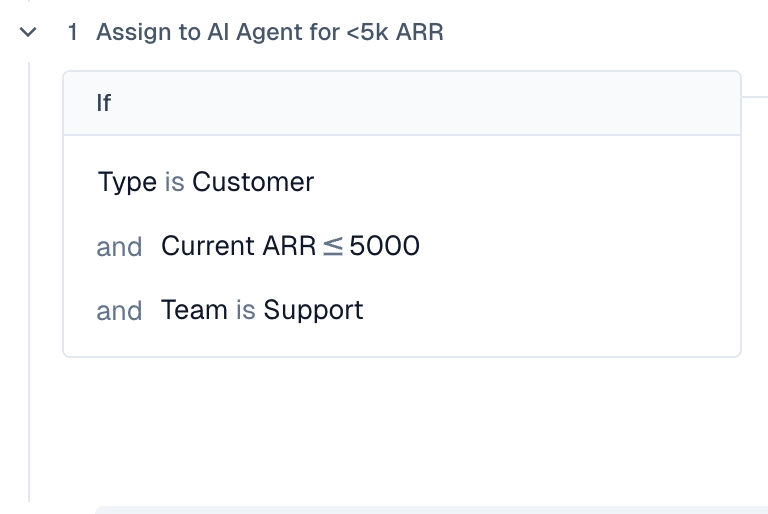 1 Assign to AI Agent for <5k ARR
If
Type is Customer
and Current ARR ≤ 5000
and Team is Support